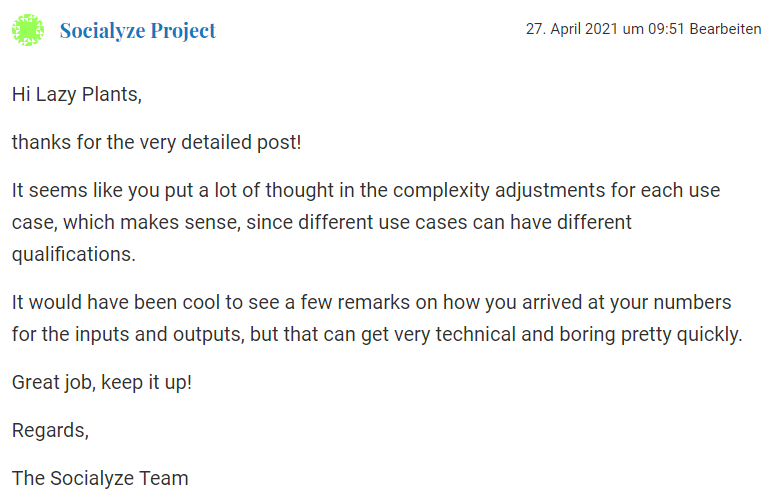 Socialyze Project
27. April 2021 um 09:51 Bearbeiten
Hi Lazy Plants,
thanks for the very detailed post!
It seems like you put a lot of thought in the complexity adjustments for each use
case, which makes sense, since different use cases can have different
qualifications.
It would have been cool to see a few remarks on how you arrived at your numbers
for the inputs and outputs, but that can get very technical and boring pretty quickly.
Great job, keep it up!
Regards,
The Socialyze Team